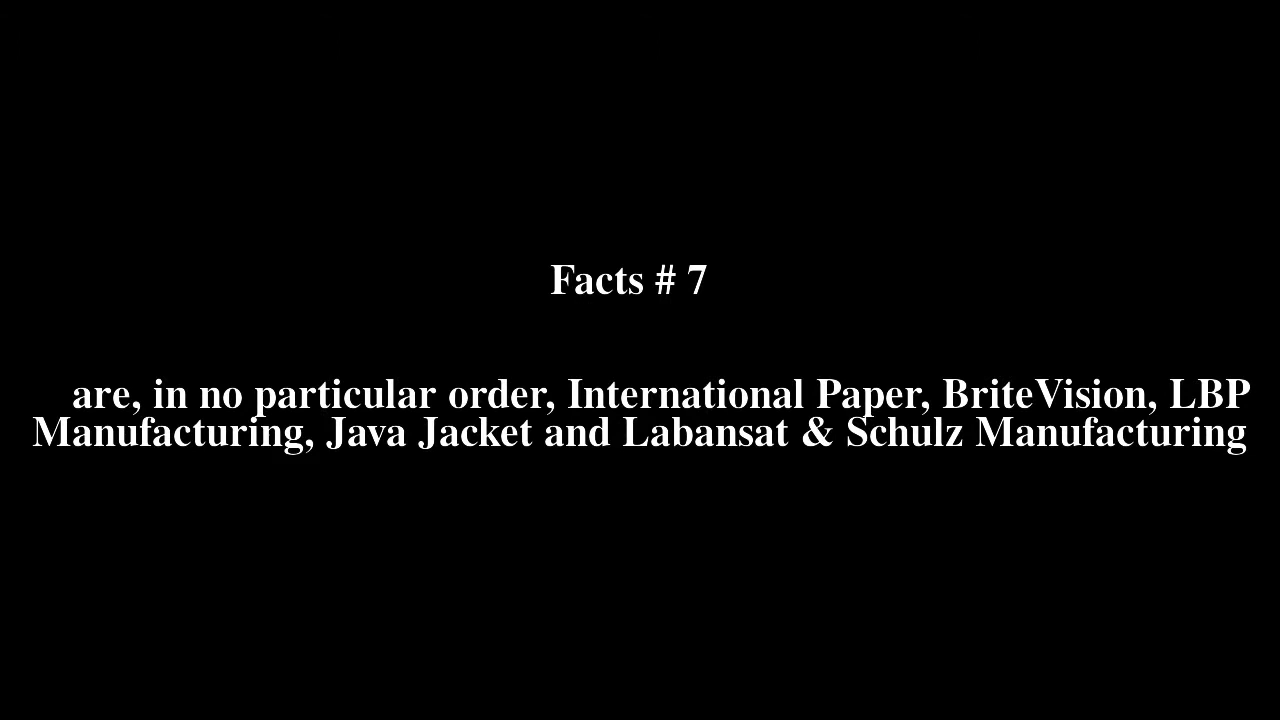 Facts # 7
are, in no particular order, International Paper, BriteVision, LBP
Manufacturing, Java Jacket and Labansat & Schulz Manufacturing